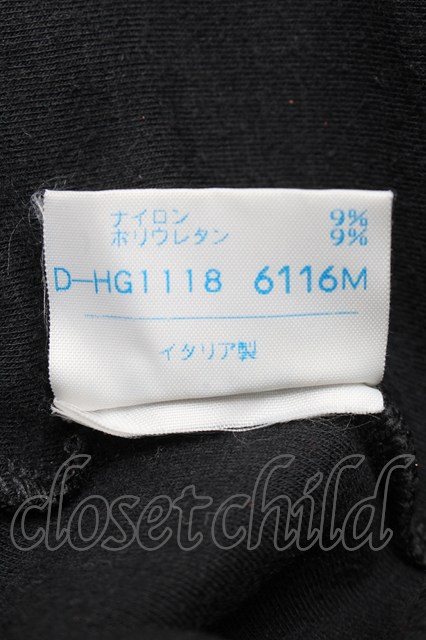 ナイロン 9%
ポリウレタン 9%
D-HG1118 6116M
イタリア製
closetchild